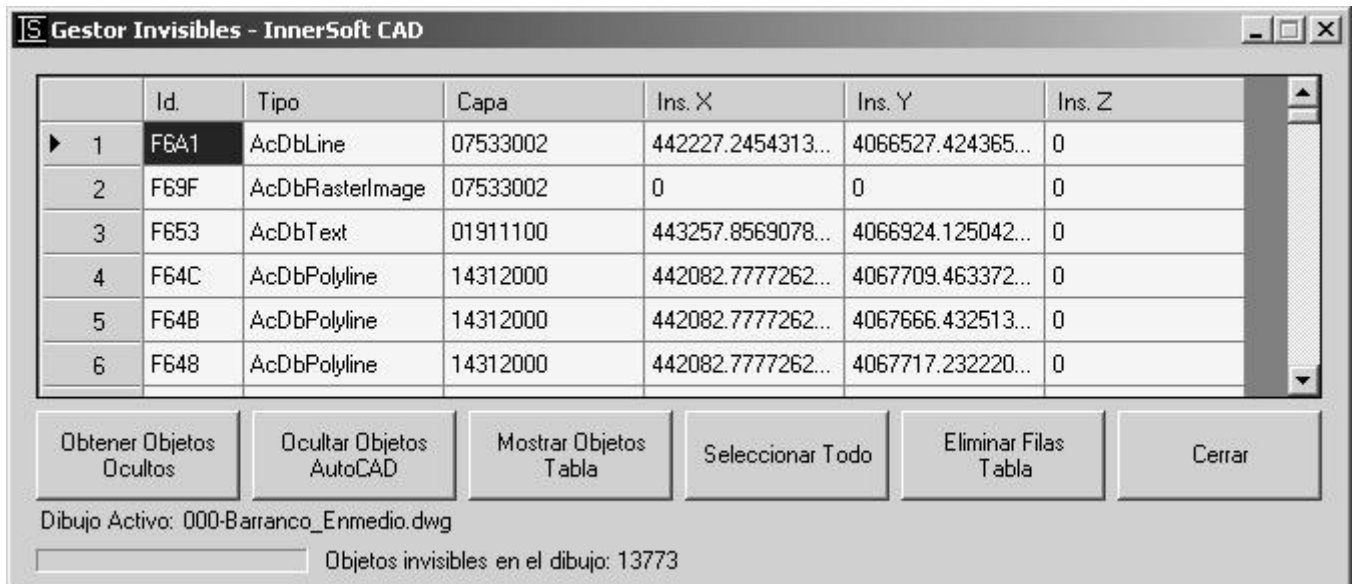 IS Gestor Invisibles - InnerSoft CAD
Id. Tipo Capa Ins. X Ins. Y Ins. Z
1 F6A1 AcDbLine 07533002 442227.2454313... 4066527.424365... 0
2 F69F AcDbRasterImage 07533002 0 0 0
3 F653 AcDbText 01911100 443257.8569078... 4066924.125042... 0
4 F64C AcDbPolyline 14312000 442082.7777262... 4067709.463372... 0
5 F64B AcDbPolyline 14312000 442082.7777262... 4067666.432513... 0
6 F648 AcDbPolyline 14312000 442082.7777262... 4067717.232220... 0
Obtener Objetos Ocultos
Ocultar Objetos AutoCAD
Mostrar Objetos Tabla
Seleccionar Todo
Eliminar Filas Tabla
Cerrar
Dibujo Activo: 000-Barranco_Enmedio.dwg
Objetos invisibles en el dibujo: 13773